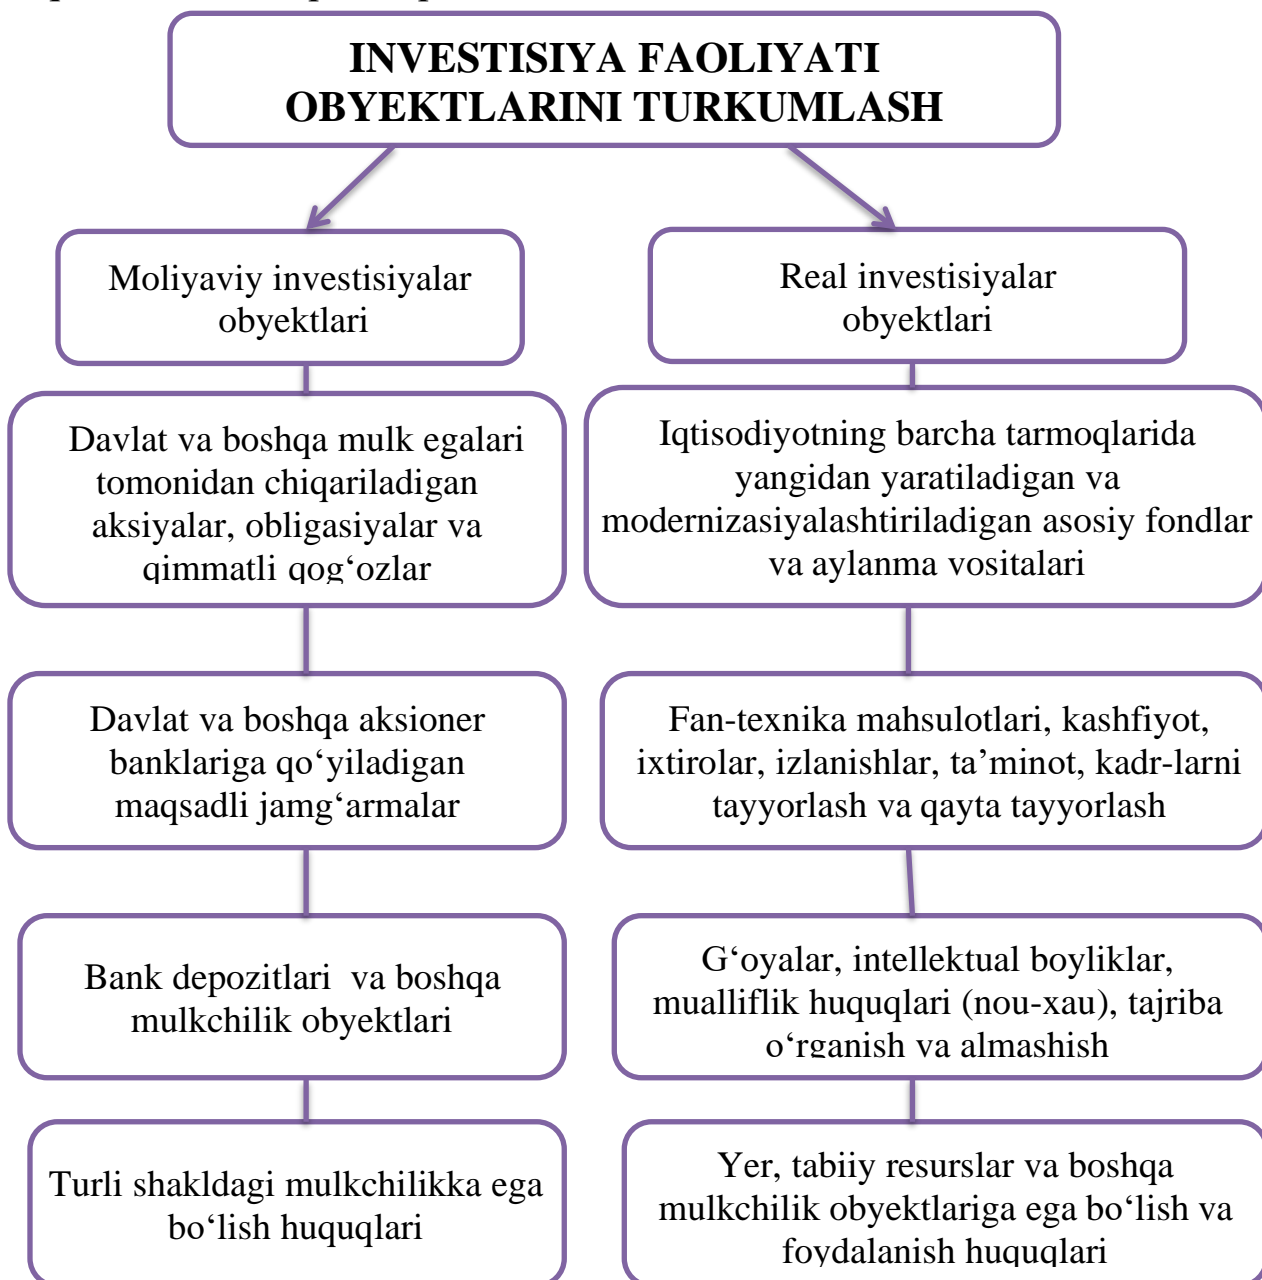 INVESTISIYA FAOLIYATI
OBYEKTLARINI TURKUMLASH
Moliyaviy investisiyalar
obyektlari
Real investisiyalar
obyektlari
Davlat va boshqa mulk egalari
tomonidan chiqariladigan
aksiyalar, obligasiyalar va
qimmatli qog‘ozlar
Iqtisodiyotning barcha tarmoqlarida
yangidan yaratiladigan va
modernizasiyalashtiriladigan asosiy fondlar
va aylanma vositalari
Davlat va boshqa aksioner
banklariga qo‘yiladigan
maqsadli jamg‘armalar
Fan-texnika mahsulotlari, kashfiyot,
ixtirolar, izlanishlar, ta’minot, kadr-larni
tayyorlash va qayta tayyorlash
Bank depozitlari va boshqa
mulkchilik obyektlari
G‘oyalar, intellektual boyliklar,
mualliflik huquqlari (nou-xau), tajriba
o‘rganish va almashish
Turli shakldagi mulkchilikka ega
bo‘lish huquqlari
Yer, tabiiy resurslar va boshqa
mulkchilik obyektlariga ega bo‘lish va
foydalanish huquqlari